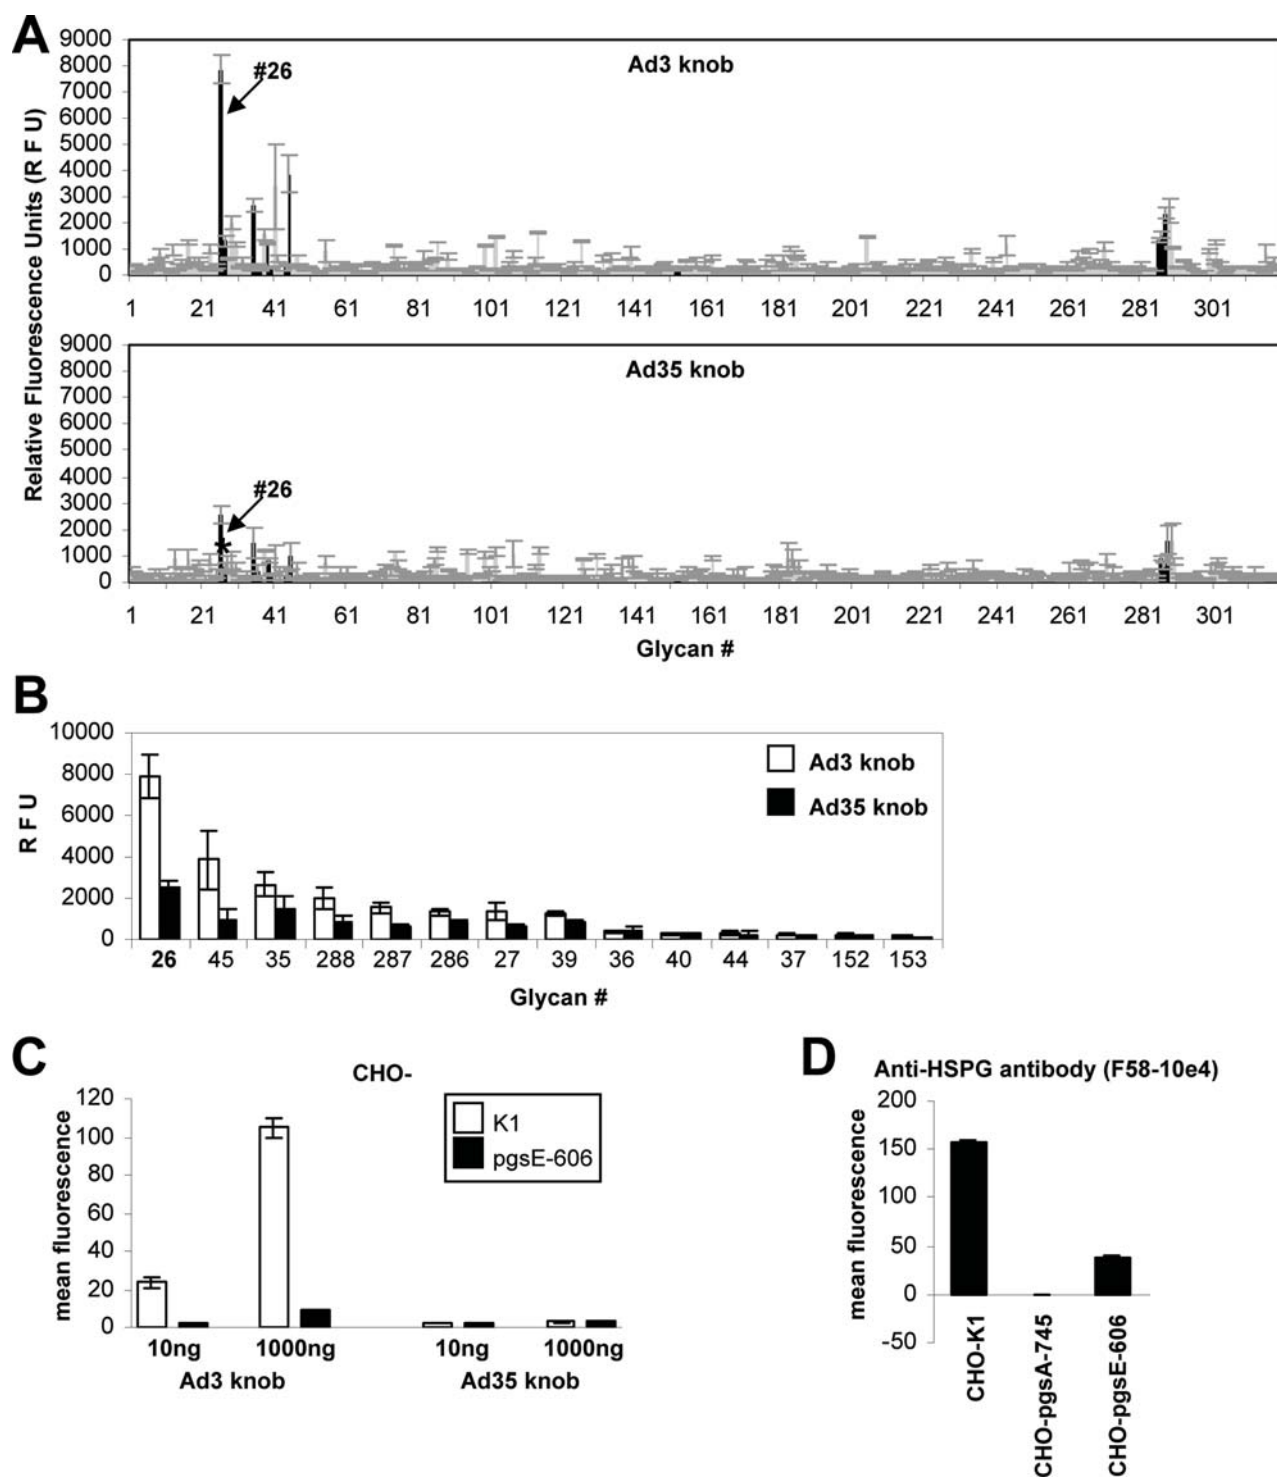 A
9000
8000
7000
6000
5000
4000
3000
2000
1000
0
Ad3 knob
#26
1 21 41 61 81 101 121 141 161 181 201 221 241 261 281 301
Relative Fluorescence Units (R F U)
9000
8000
7000
6000
5000
4000
3000
2000
1000
0
Ad35 knob
#26
*
1 21 41 61 81 101 121 141 161 181 201 221 241 261 281 301
Glycan #
B
10000
8000
6000
4000
2000
0
R F U
Ad3 knob
Ad35 knob
26 45 35 288 287 286 27 39 36 40 44 37 152 153
Glycan #
C
CHO-
120
100
80
60
40
20
0
mean fluorescence
K1
pgsE-606
10ng 1000ng 10ng 1000ng
Ad3 knob Ad35 knob
D
Anti-HSPG antibody (F58-10e4)
200
150
100
50
0
-50
mean fluorescence
CHO-K1
CHO-pgsA-745
CHO-pgsE-606